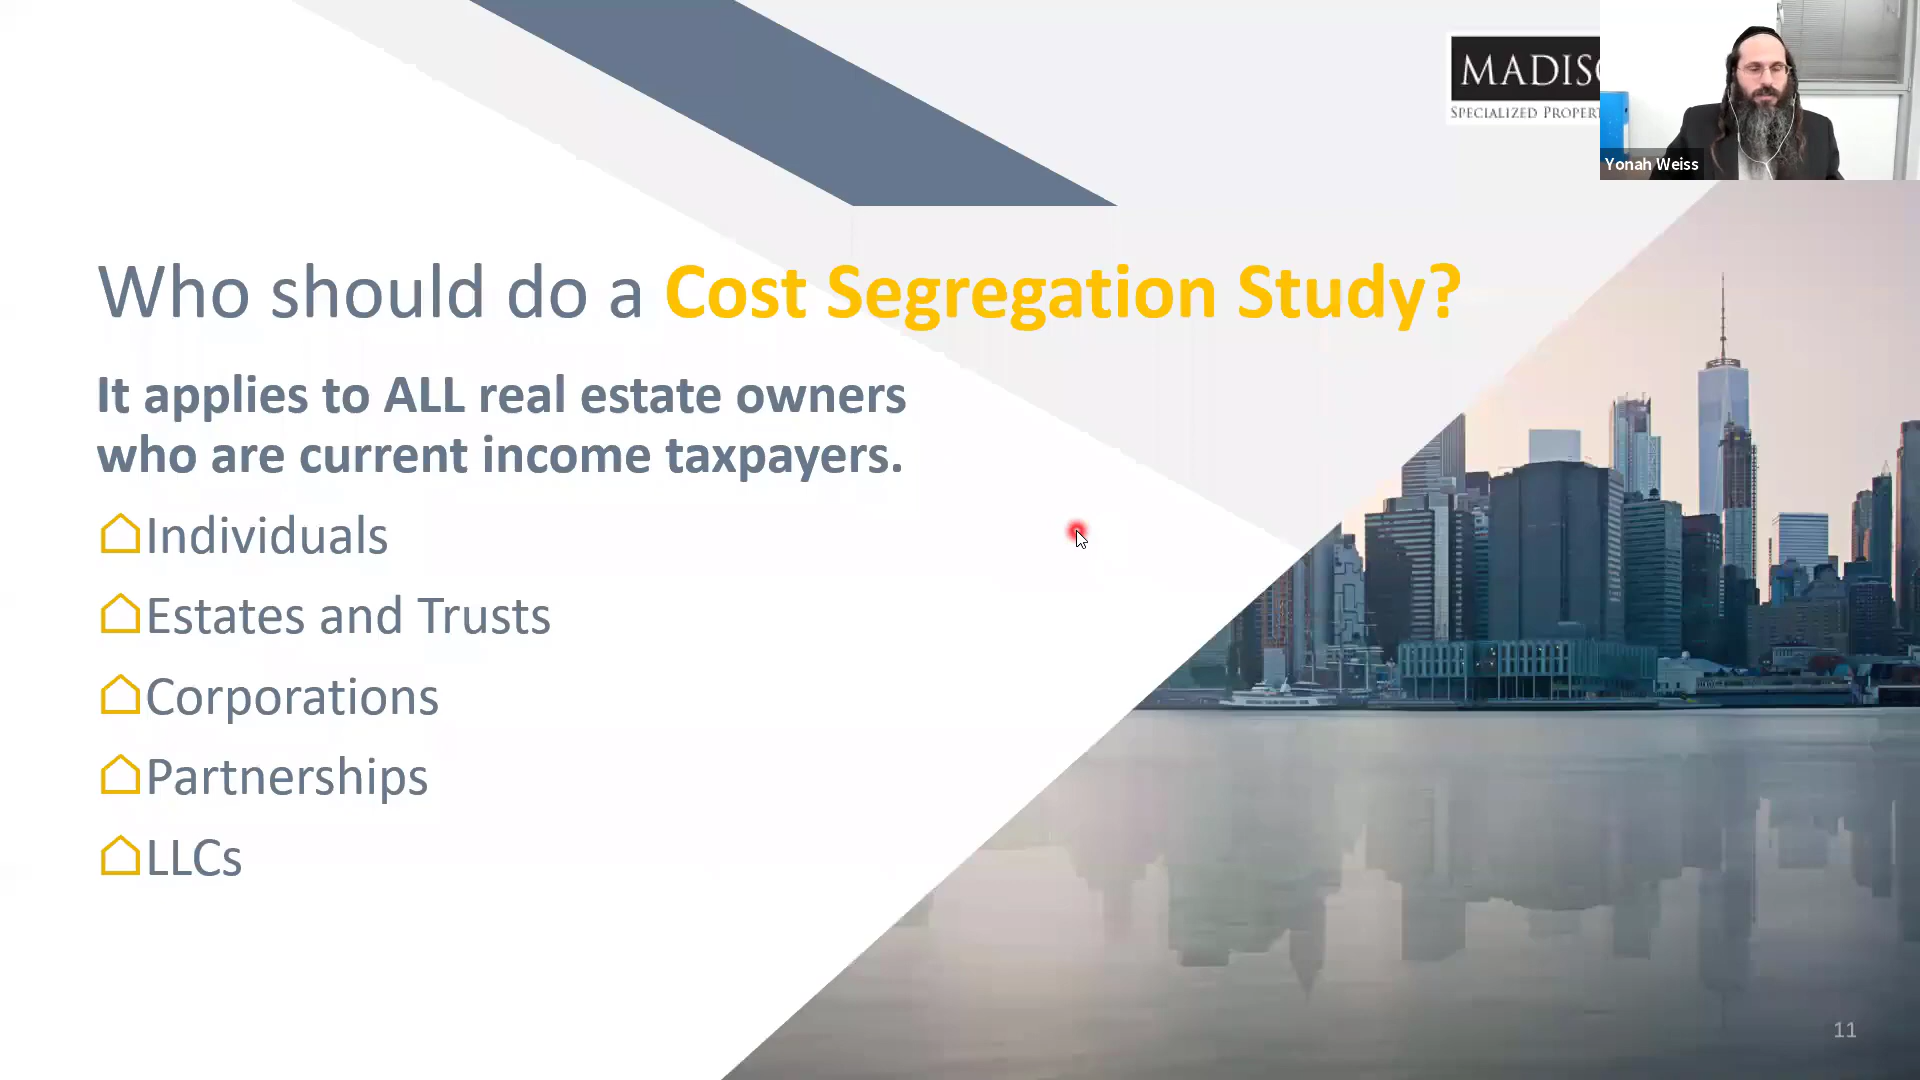 MADISO
SPECIALIZED PROPERT
Yonah Weiss
Who should do a Cost Segregation Study?
It applies to ALL real estate owners
who are current income taxpayers.
Individuals
Estates and Trusts
Corporations
Partnerships
LLCs
11